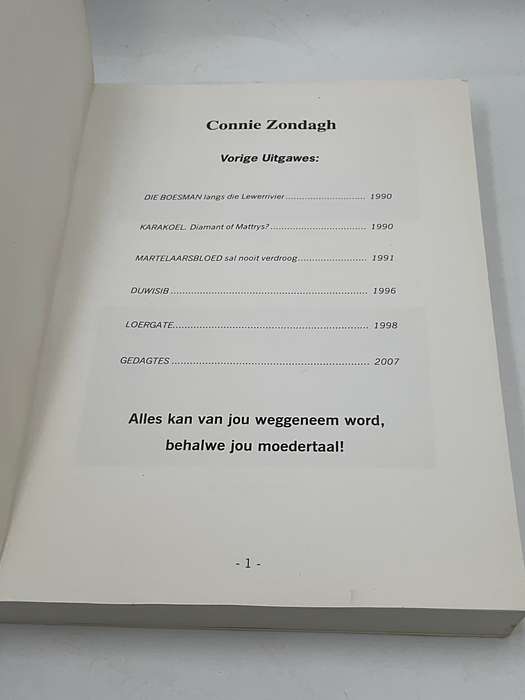 Connie Zondagh
Vorige Uitgawes:
DIE BOESMAN langs die Lewerrivier.............................. 1990
KARAKOEL. Diamant of Mattrys?................................... 1990
MARTELAARSBLOED sal nooit verdroog......................... 1991
DUWISIB ................................................................... 1996
LOERGATE.................................................................. 1998
GEDAGTES .................................................................. 2007
Alles kan van jou weggeneem word,
behalwe jou moedertaal!
- 1 -